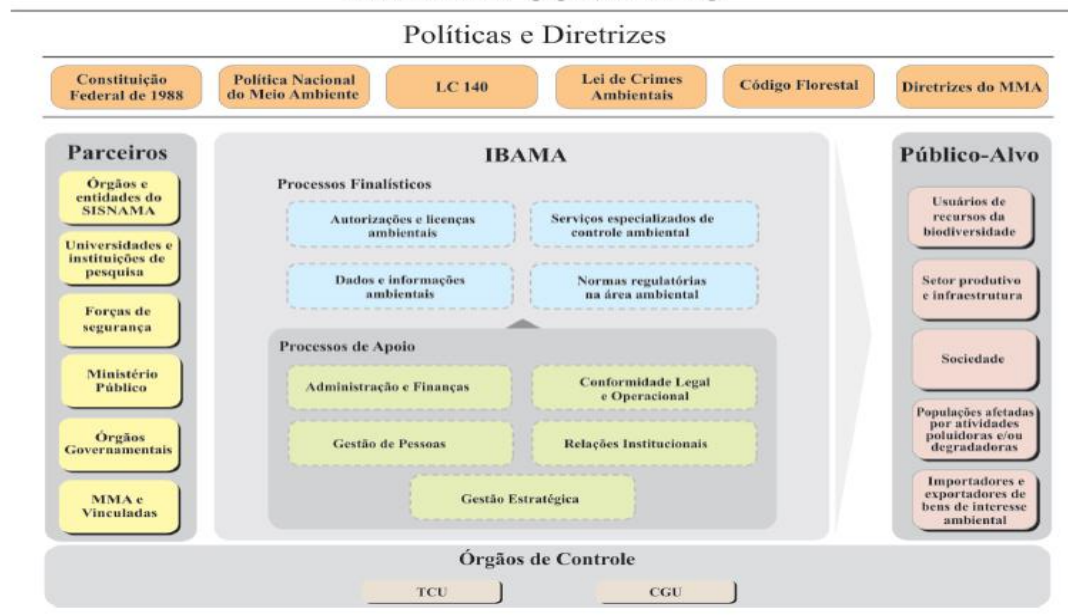 Políticas e Diretrizes
Constituição
Federal de 1988
Política Nacional
do Meio Ambiente
LC 140
Lei de Crimes
Ambientais
Código Florestal
Diretrizes do MMA
Parceiros
Órgãos e
entidades do
SISNAMA
Universidades e
instituições de
pesquisa
Forças de
segurança
Ministério
Público
Órgãos
Governamentais
MMA e
Vinculadas
IBAMA
Processos Finalísticos
Autorizações e licenças
ambientais
Serviços especializados de
controle ambiental
Dados e informações
ambientais
Normas regulatórias
na área ambiental
Processos de Apoio
Administração e Finanças
Conformidade Legal
e Operacional
Gestão de Pessoas
Relações Institucionais
Gestão Estratégica
Público-Alvo
Usuários de
recursos da
biodiversidade
Setor produtivo
e infraestrutura
Sociedade
Populações afetadas
por atividades
poluidoras e/ou
degradadoras
Importadores e
exportadores de
bens de interesse
ambiental
Órgãos de Controle
TCU
CGU